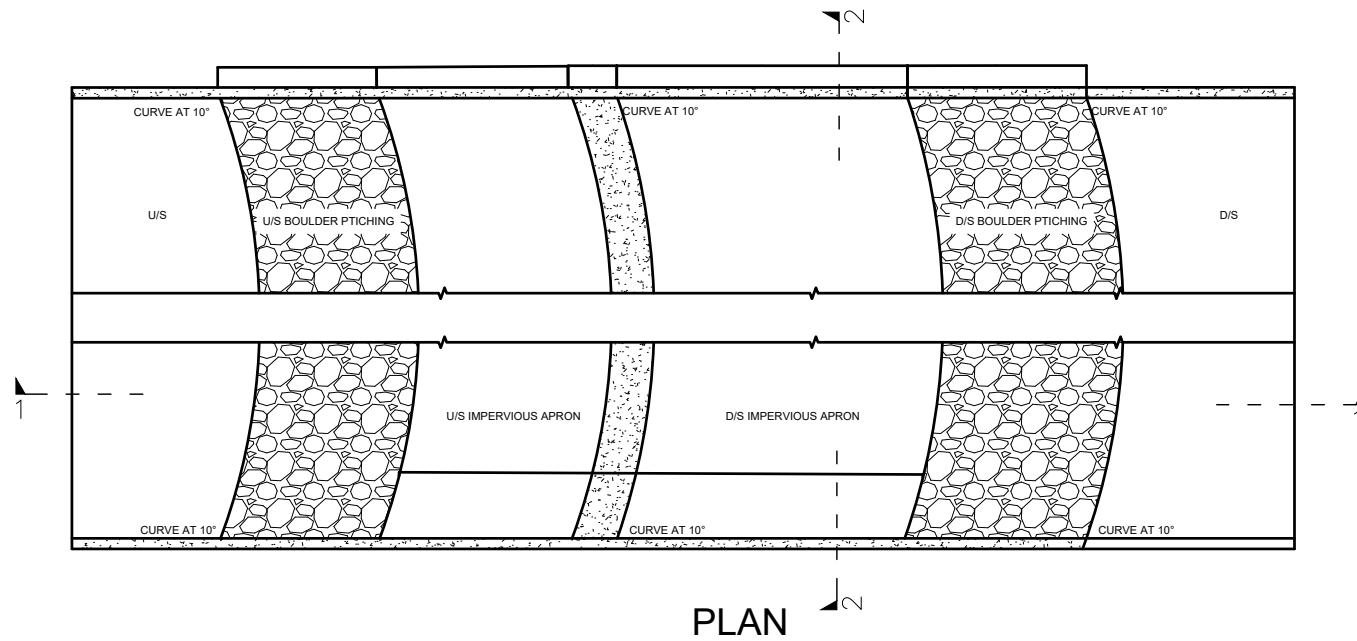 2
CURVE AT 10°
CURVE AT 10°
CURVE AT 10°
U/S
U/S BOULDER PTICHING
D/S BOULDER PTICHING
D/S
1
U/S IMPERVIOUS APRON
D/S IMPERVIOUS APRON
CURVE AT 10°
CURVE AT 10°
CURVE AT 10°
2
PLAN